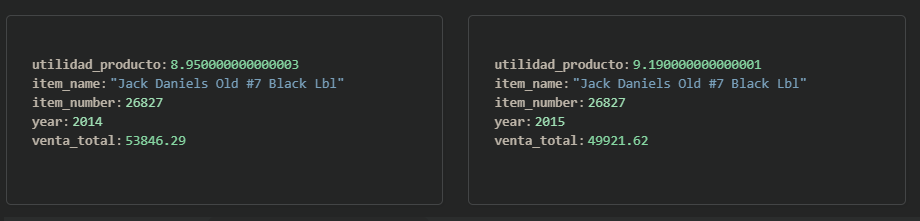 utilidad_producto: 8.950000000000003
item_name: "Jack Daniels Old #7 Black Lbl"
item_number: 26827
year: 2014
venta_total: 53846.29
utilidad_producto: 9.190000000000001
item_name: "Jack Daniels Old #7 Black Lbl"
item_number: 26827
year: 2015
venta_total: 49921.62